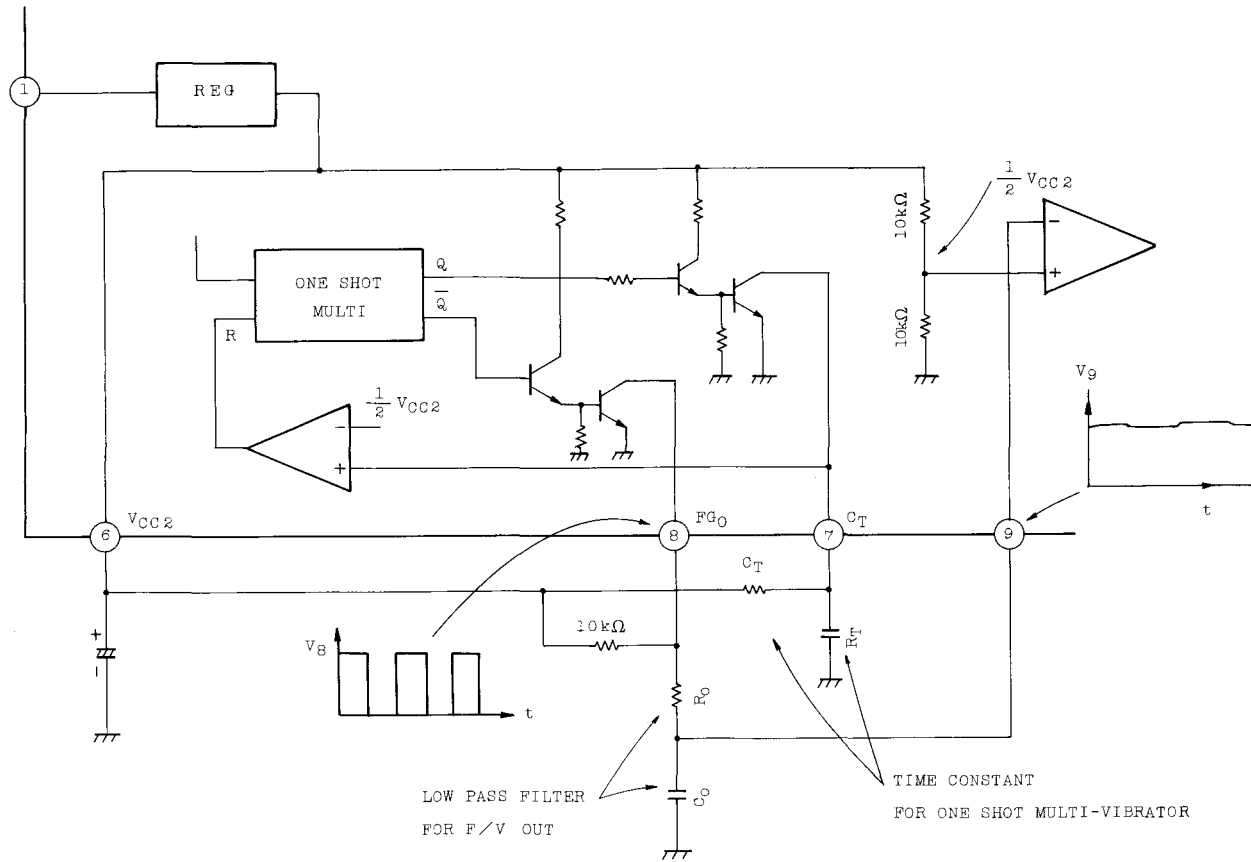 1
REG
1/2 VCC2
10kΩ
-
+
10kΩ
ONE SHOT
MULTI
Q
Q̅
R
1/2 VCC2
-
+
V9
t
VCC2
6
FGO
8
CT
7
9
CT
10kΩ
RT
+
-
V8
t
RO
CO
LOW PASS FILTER
FOR F/V OUT
TIME CONSTANT
FOR ONE SHOT MULTI-VIBRATOR